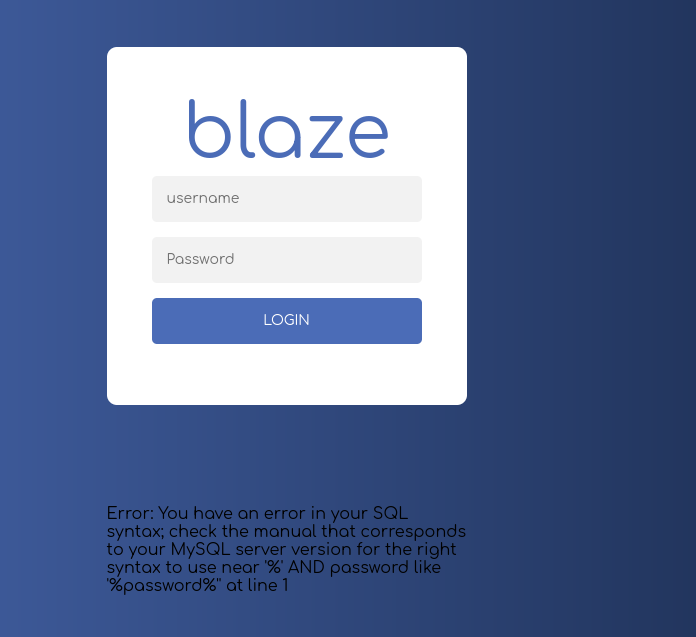 blaze
username
Password
LOGIN
Error: You have an error in your SQL
syntax; check the manual that corresponds
to your MySQL server version for the right
syntax to use near '%' AND password like
'%password%'' at line 1